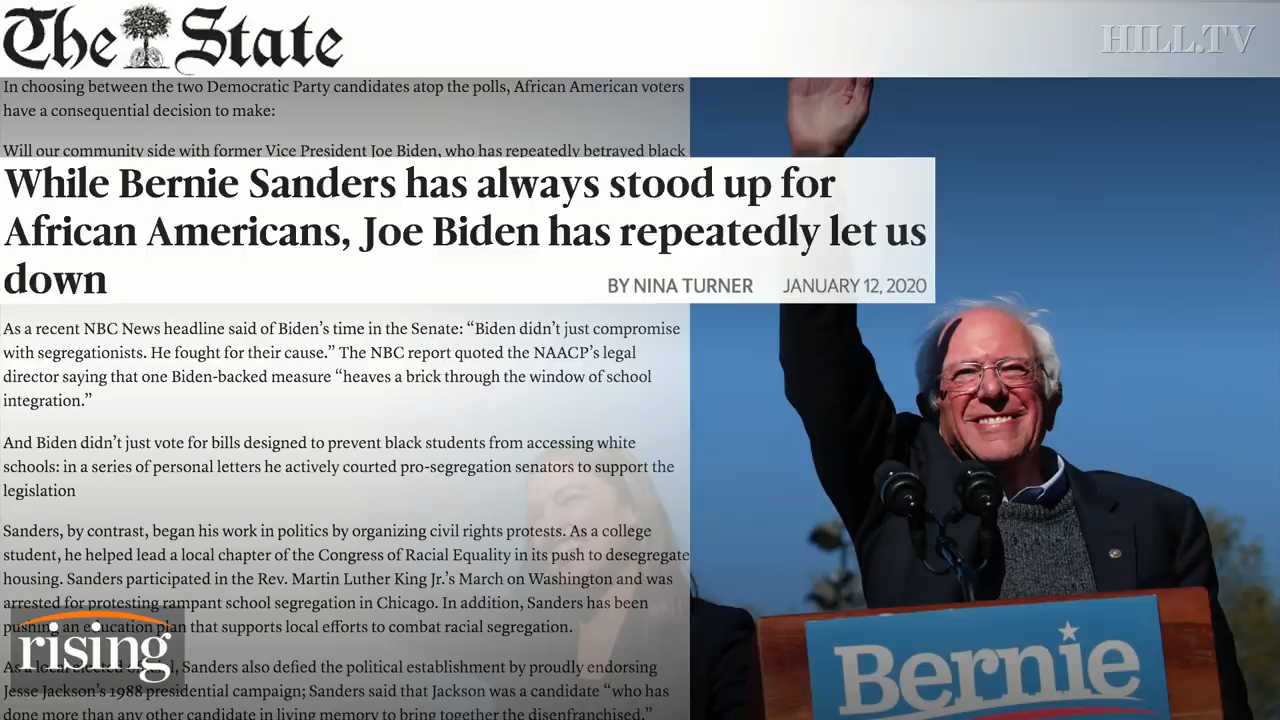 The State
HILL.TV
In choosing between the two Democratic Party candidates atop the polls, African American voters
have a consequential decision to make:
Will our community side with former Vice President Joe Biden, who has repeatedly betrayed black
While Bernie Sanders has always stood up for
African Americans, Joe Biden has repeatedly let us
down
BY NINA TURNER JANUARY 12, 2020
As a recent NBC News headline said of Biden’s time in the Senate: “Biden didn’t just compromise
with segregationists. He fought for their cause.” The NBC report quoted the NAACP’s legal
director saying that one Biden-backed measure “heaves a brick through the window of school
integration.”
And Biden didn’t just vote for bills designed to prevent black students from accessing white
schools: in a series of personal letters he actively courted pro-segregation senators to support the
legislation
Sanders, by contrast, began his work in politics by organizing civil rights protests. As a college
student, he helped lead a local chapter of the Congress of Racial Equality in its push to desegregate
housing. Sanders participated in the Rev. Martin Luther King Jr.’s March on Washington and was
arrested for protesting rampant school segregation in Chicago. In addition, Sanders has been
pushing an education plan that supports local efforts to combat racial segregation.
As a local elected official, Sanders also defied the political establishment by proudly endorsing
Jesse Jackson’s 1988 presidential campaign; Sanders said that Jackson was a candidate “who has
done more than any other candidate in living memory to bring together the disenfranchised.”
rising
Bernie